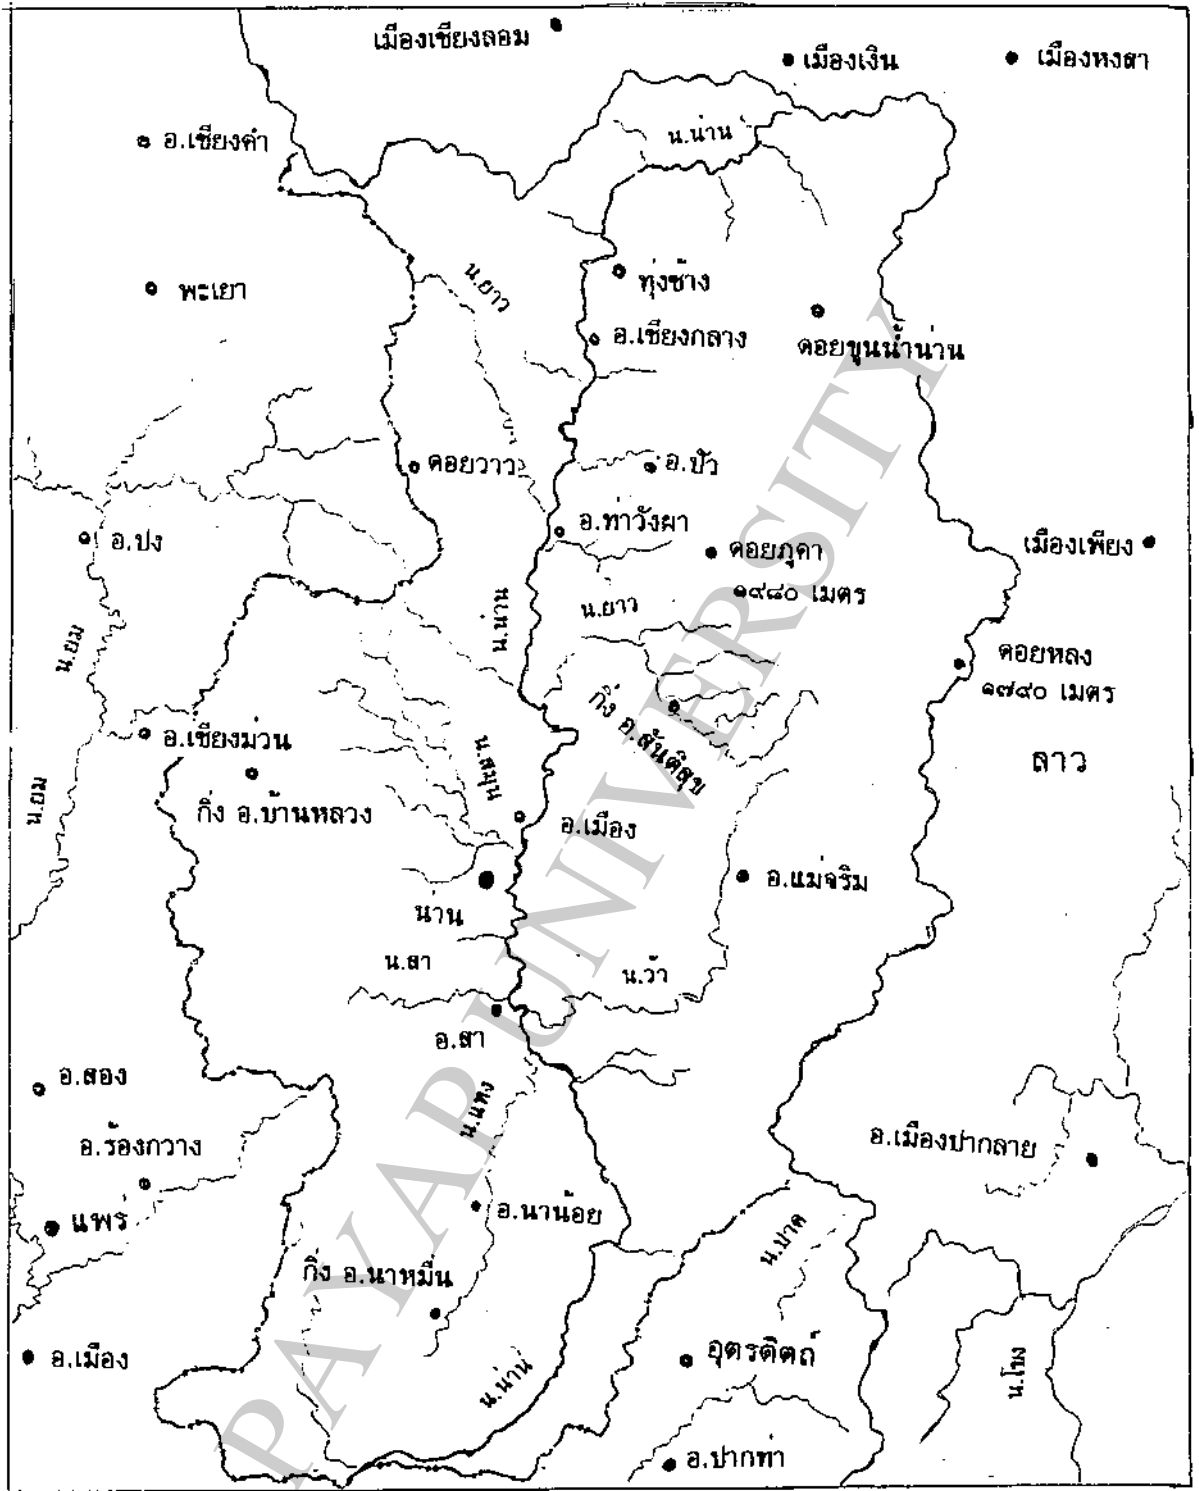 เมืองเชียงลอม
เมืองเงิน
เมืองหงสา
น.น่าน
อ.เชียงคำ
น.ยาว
ทุ่งช้าง
พะเยา
อ.เชียงกลาง
ดอยขุนน้ำน่าน
ดอยวาว
อ.ปัว
อ.ท่าวังผา
อ.ปง
ดอยภูคา
๑๙๘๐ เมตร
เมืองเพียง
น.น่าน
น.ยาว
น.ยม
ดอยหลง
๑๗๙๐ เมตร
กิ่ง อ.สันติสุข
อ.เชียงม่วน
น.สมุน
ลาว
น.ยม
กิ่ง อ.บ้านหลวง
อ.เมือง
อ.แม่จริม
น่าน
น.สา
น.ว้า
อ.สา
อ.สอง
น.แหง
อ.ร้องกวาง
อ.เมืองปากลาย
แพร่
อ.นาน้อย
น.ปาด
กิ่ง อ.นาหมื่น
อ.เมือง
อุตรดิตถ์
น.น่าน
น.โขง
อ.ปากท่า
PAYAP UNIVERSITY